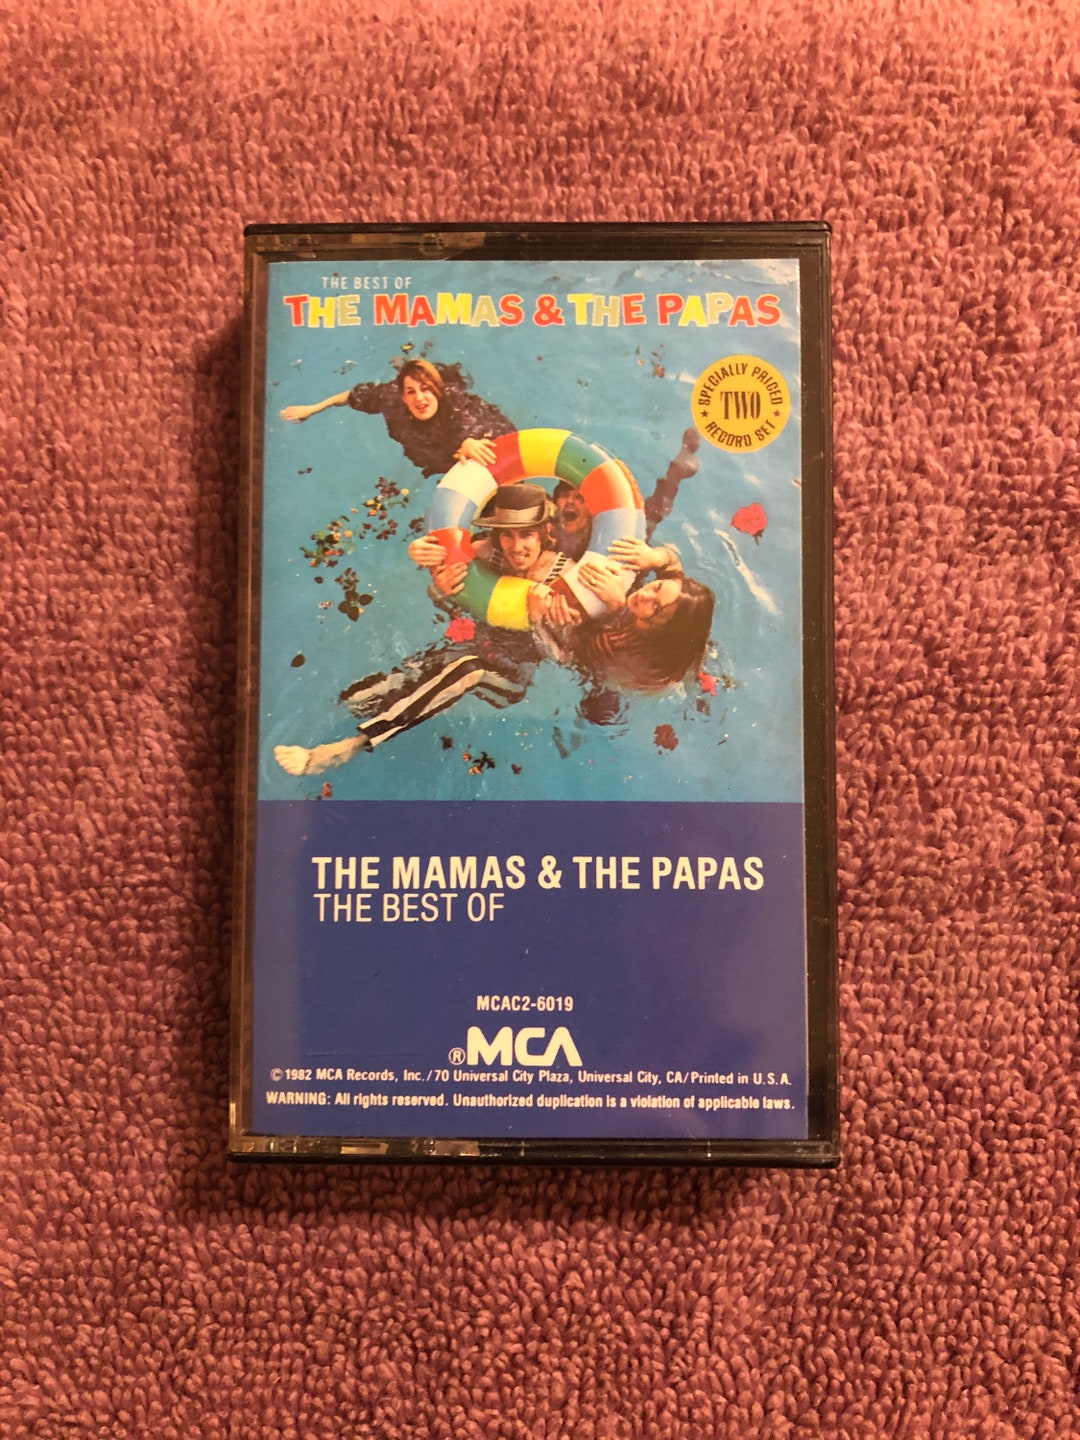 THE BEST OF
THE MAMAS & THE PAPAS
SPECIALLY PRICED
TWO
RECORD SET
THE MAMAS & THE PAPAS
THE BEST OF
MCAC2-6019
®MCA
©1982 MCA Records, Inc./70 Universal City Plaza, Universal City, CA/Printed in U.S.A.
WARNING: All rights reserved. Unauthorized duplication is a violation of applicable laws.